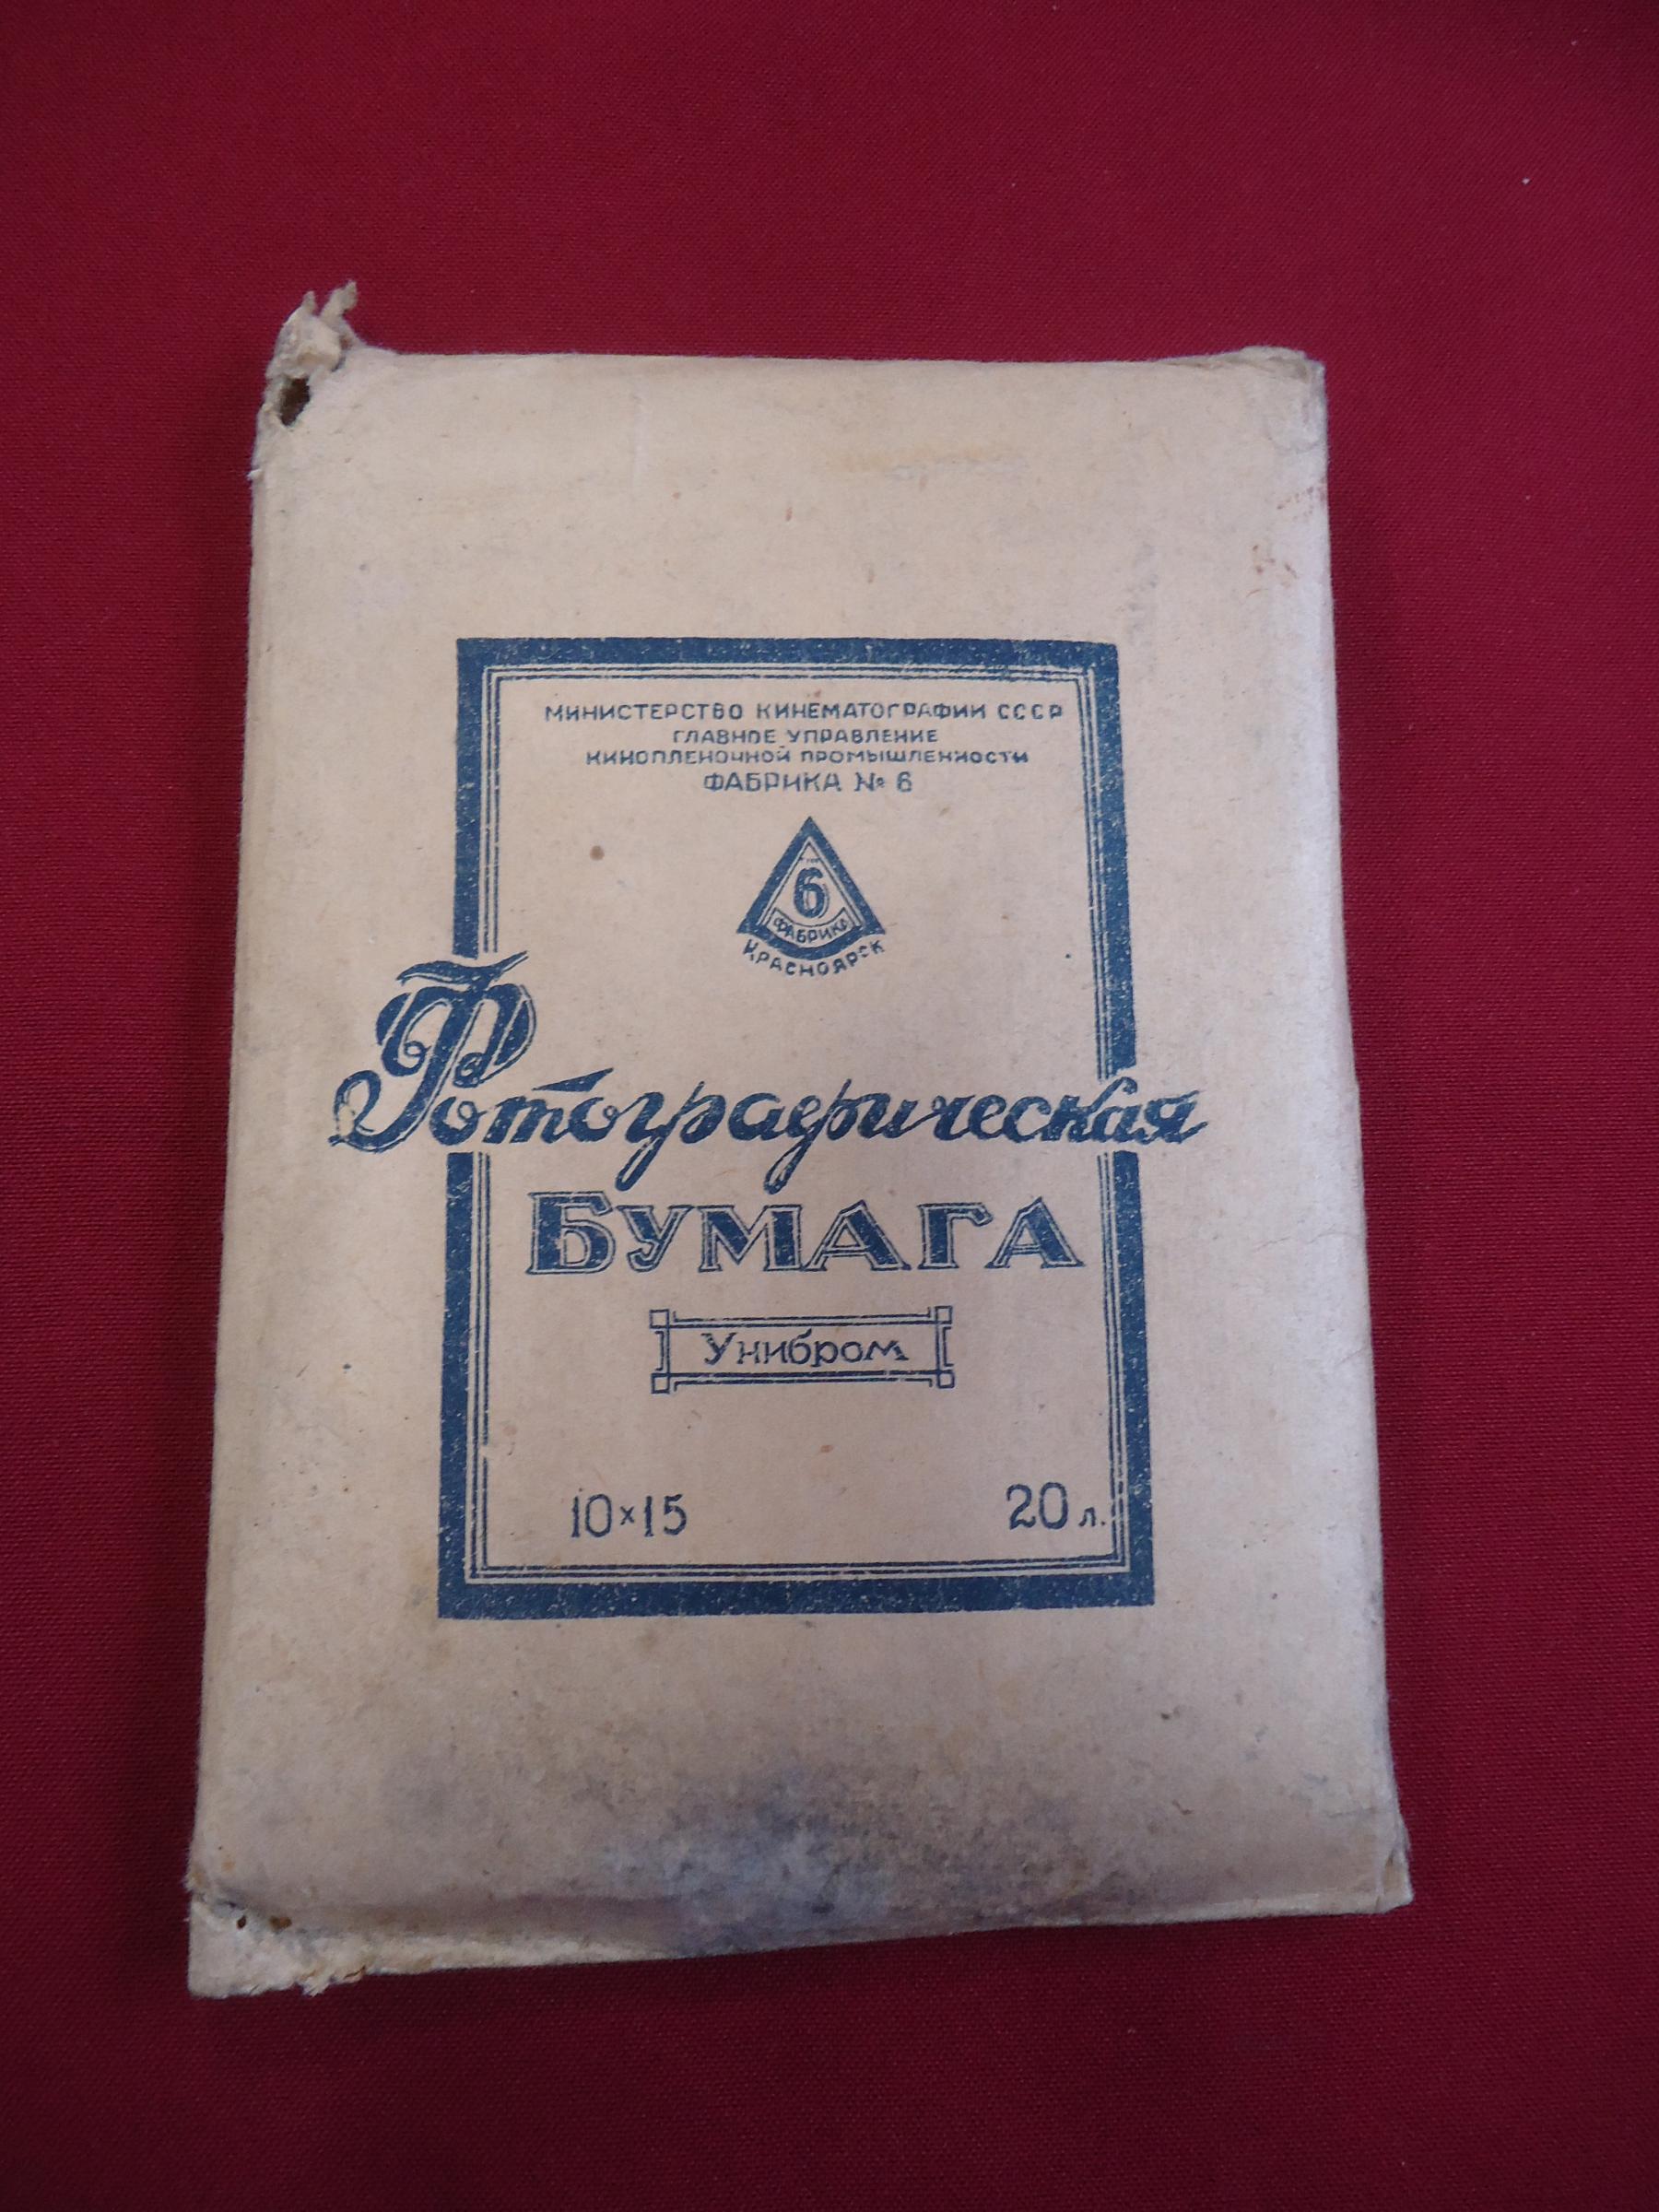 МИНИСТЕРСТВО КИНЕМАТОГРАФИИ СССР
ГЛАВНОЕ УПРАВЛЕНИЕ
КИНОПЛЕНОЧНОЙ ПРОМЫШЛЕННОСТИ
ФАБРИКА № 6
6
ФАБРИКА
КРАСНОЯРСК
Фотографическая
БУМАГА
Унибром
10×15
20 л.